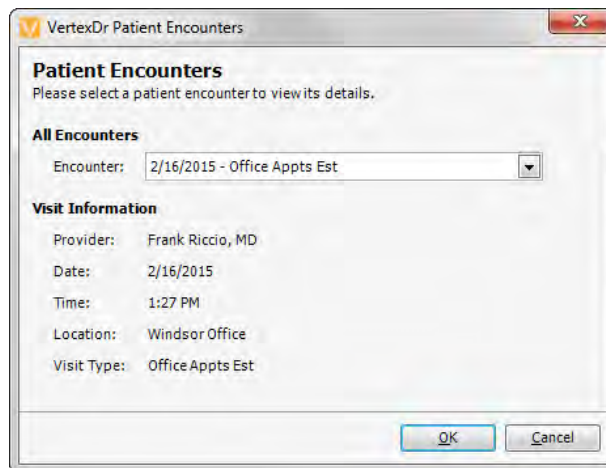 VertexDr Patient Encounters
Patient Encounters
Please select a patient encounter to view its details.
All Encounters
Encounter: 2/16/2015 - Office Appts Est
Visit Information
Provider: Frank Riccio, MD
Date: 2/16/2015
Time: 1:27 PM
Location: Windsor Office
Visit Type: Office Appts Est
OK Cancel